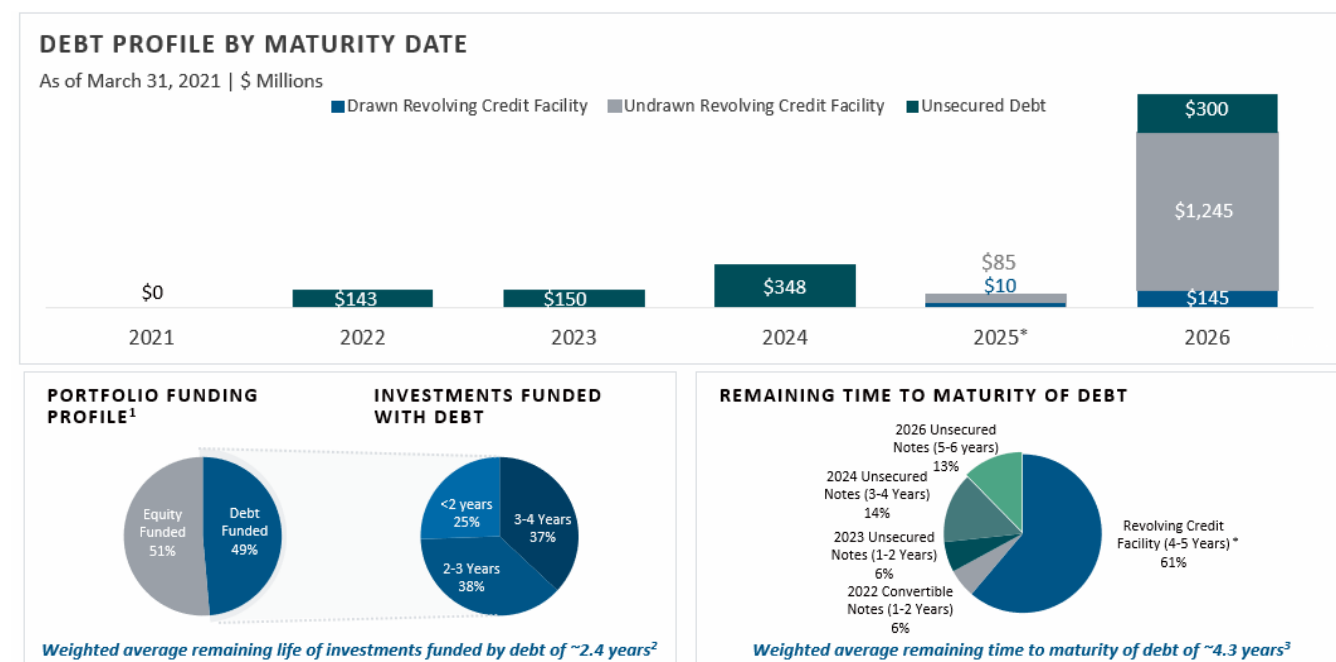 DEBT PROFILE BY MATURITY DATE
As of March 31, 2021 | $ Millions
Drawn Revolving Credit Facility Undrawn Revolving Credit Facility Unsecured Debt
$300
$1,245
$85
$0 $143 $150 $348 $10 $145
2021 2022 2023 2024 2025* 2026
PORTFOLIO FUNDING
PROFILE¹
INVESTMENTS FUNDED
WITH DEBT
Equity
Funded
51%
Debt
Funded
49%
<2 years
25%
3-4 Years
37%
2-3 Years
38%
Weighted average remaining life of investments funded by debt of ~2.4 years²
REMAINING TIME TO MATURITY OF DEBT
2026 Unsecured
Notes (5-6 years)
13%
2024 Unsecured
Notes (3-4 Years)
14%
2023 Unsecured
Notes (1-2 Years)
6%
2022 Convertible
Notes (1-2 Years)
6%
Revolving Credit
Facility (4-5 Years) *
61%
Weighted average remaining time to maturity of debt of ~4.3 years³